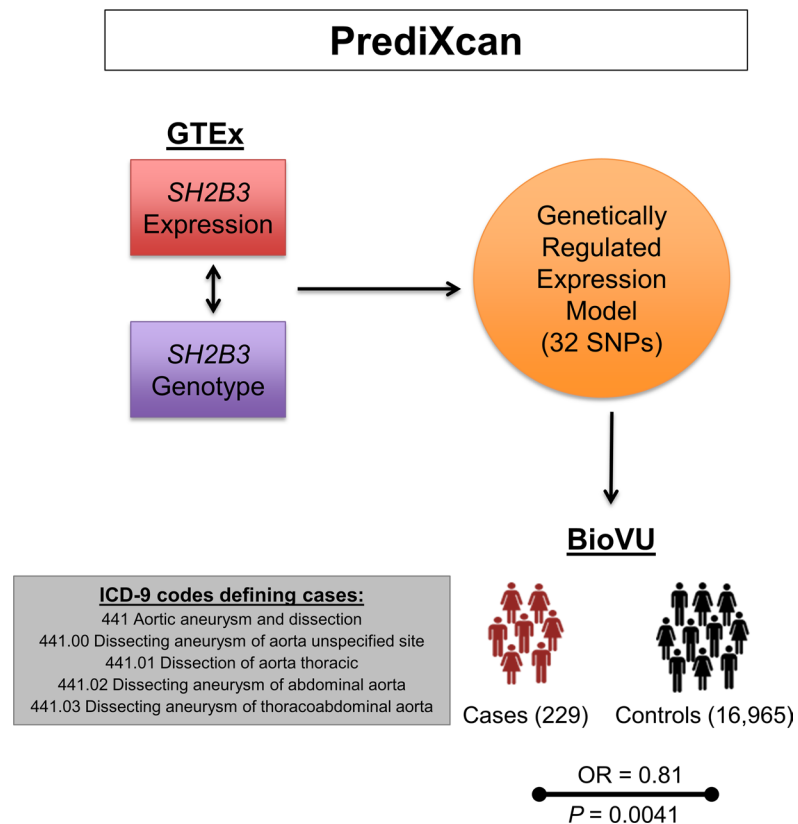 PrediXcan
GTEx
SH2B3
Expression
SH2B3
Genotype
Genetically
Regulated
Expression
Model
(32 SNPs)
BioVU
ICD-9 codes defining cases:
441 Aortic aneurysm and dissection
441.00 Dissecting aneurysm of aorta unspecified site
441.01 Dissection of aorta thoracic
441.02 Dissecting aneurysm of abdominal aorta
441.03 Dissecting aneurysm of thoracoabdominal aorta
Cases (229)
Controls (16,965)
OR = 0.81
P = 0.0041